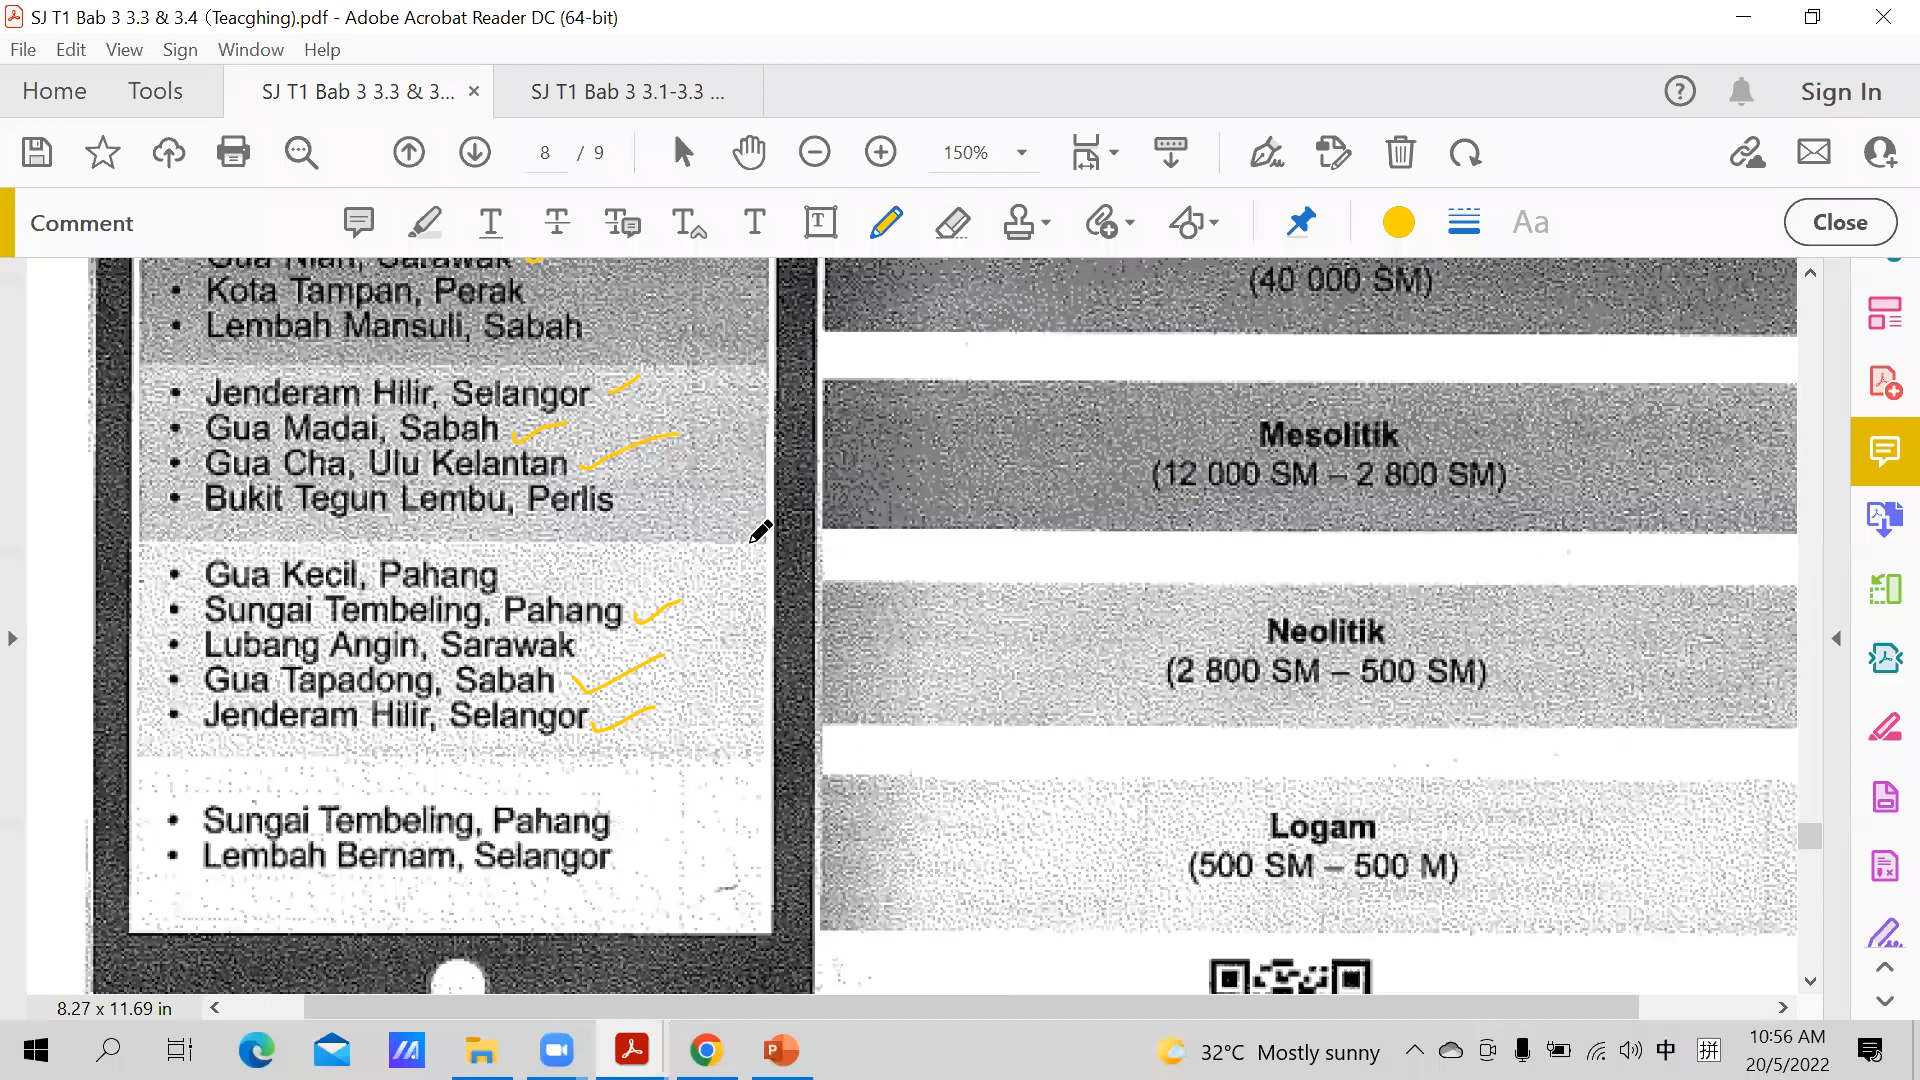 SJ T1 Bab 3 3.3 & 3.4 (Teacghing).pdf - Adobe Acrobat Reader DC (64-bit)
File Edit View Sign Window Help
Home Tools SJ T1 Bab 3 3.3 & 3... × SJ T1 Bab 3 3.1-3.3 ... Sign In
8 / 9 150%
Comment Aa Close
Gua Niah, Sarawak
• Kota Tampan, Perak
• Lembah Mansuli, Sabah
(40 000 SM)
• Jenderam Hilir, Selangor
• Gua Madai, Sabah
• Gua Cha, Ulu Kelantan
• Bukit Tegun Lembu, Perlis
Mesolitik
(12 000 SM – 2 800 SM)
• Gua Kecil, Pahang
• Sungai Tembeling, Pahang
• Lubang Angin, Sarawak
• Gua Tapadong, Sabah
• Jenderam Hilir, Selangor
Neolitik
(2 800 SM – 500 SM)
• Sungai Tembeling, Pahang
• Lembah Bernam, Selangor
Logam
(500 SM – 500 M)
8.27 x 11.69 in
32°C Mostly sunny 中 拼 10:56 AM
20/5/2022